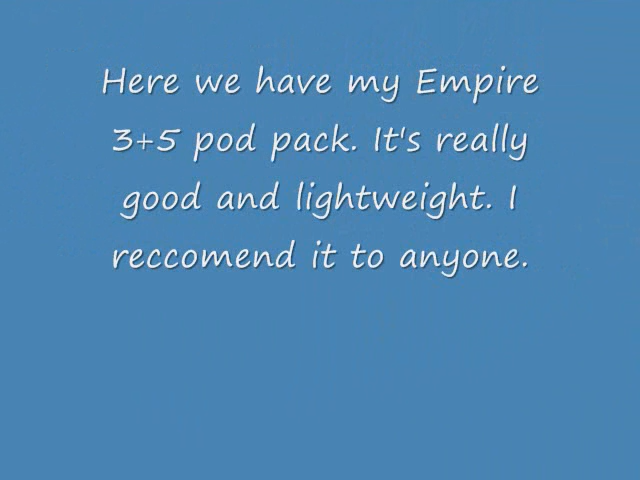 Here we have my Empire
3+5 pod pack. It's really
good and lightweight. I
reccomend it to anyone.